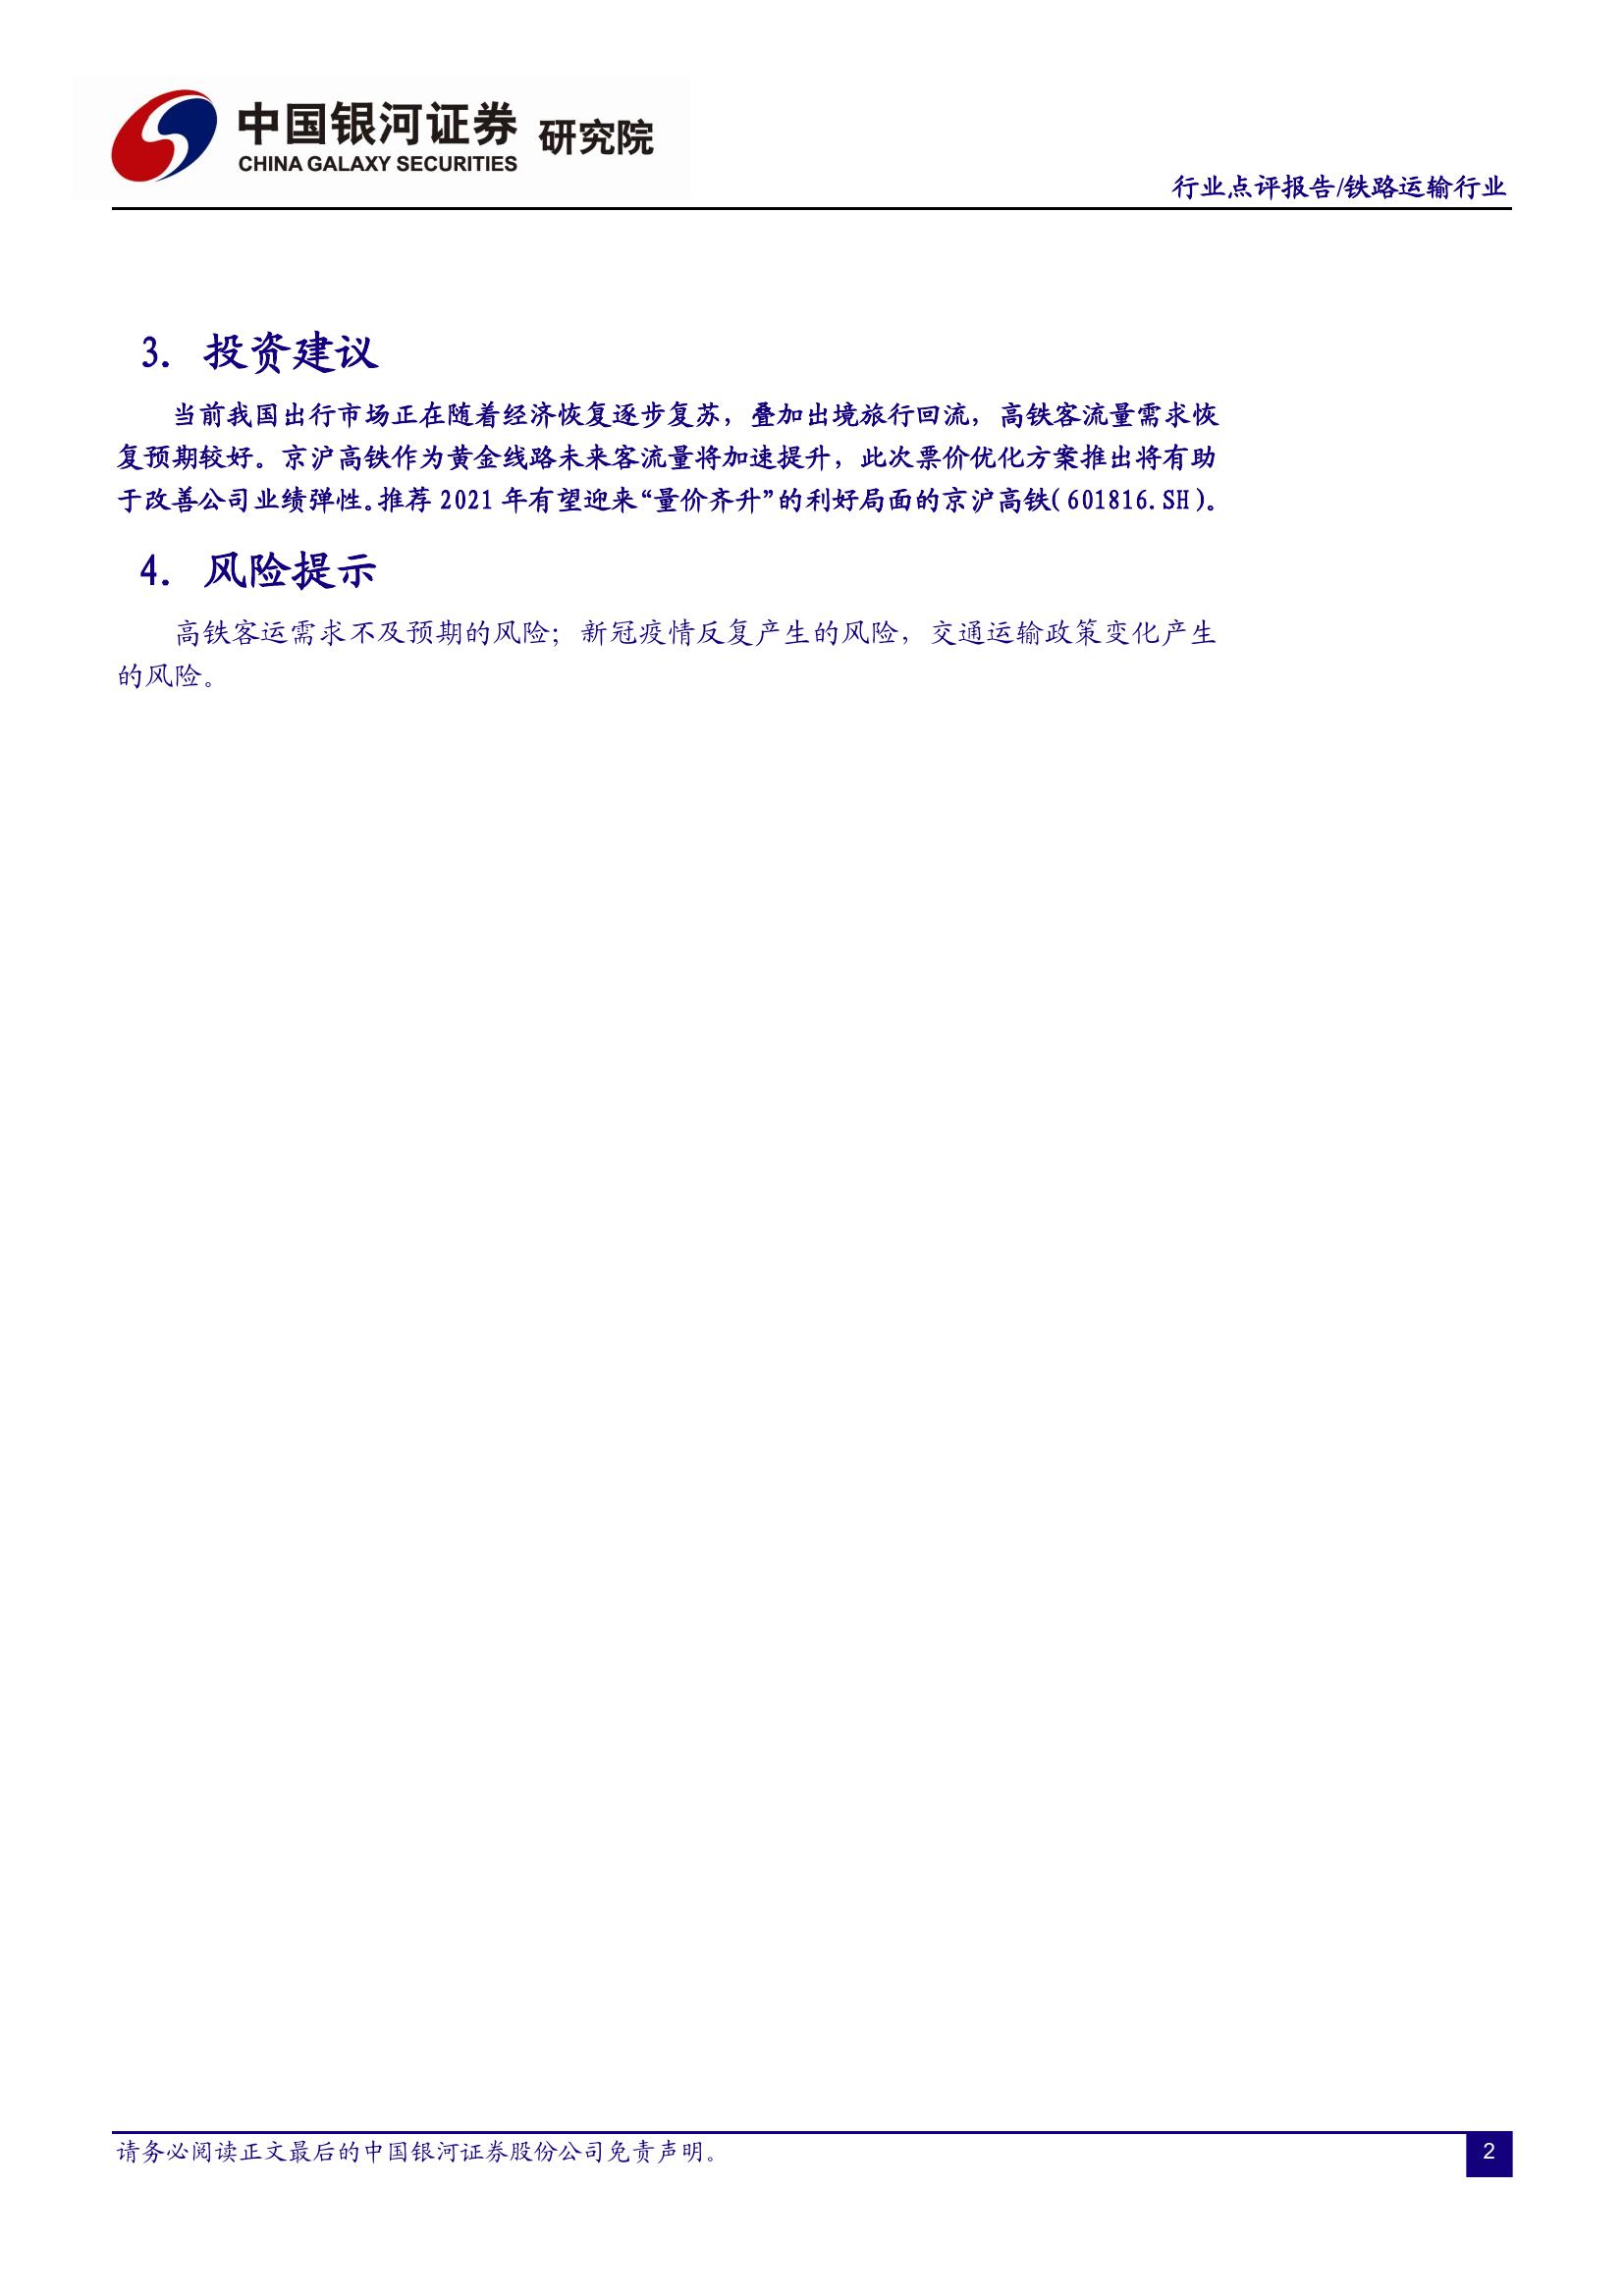 中国银河证券 研究院
CHINA GALAXY SECURITIES
行业点评报告/铁路运输行业
3. 投资建议
当前我国出行市场正在随着经济恢复逐步复苏，叠加出境旅行回流，高铁客流量需求恢
复预期较好。京沪高铁作为黄金线路未来客流量将加速提升，此次票价优化方案推出将有助
于改善公司业绩弹性。推荐 2021 年有望迎来“量价齐升”的利好局面的京沪高铁(601816.SH)。
4. 风险提示
高铁客运需求不及预期的风险；新冠疫情反复产生的风险，交通运输政策变化产生
的风险。
请务必阅读正文最后的中国银河证券股份公司免责声明。
2